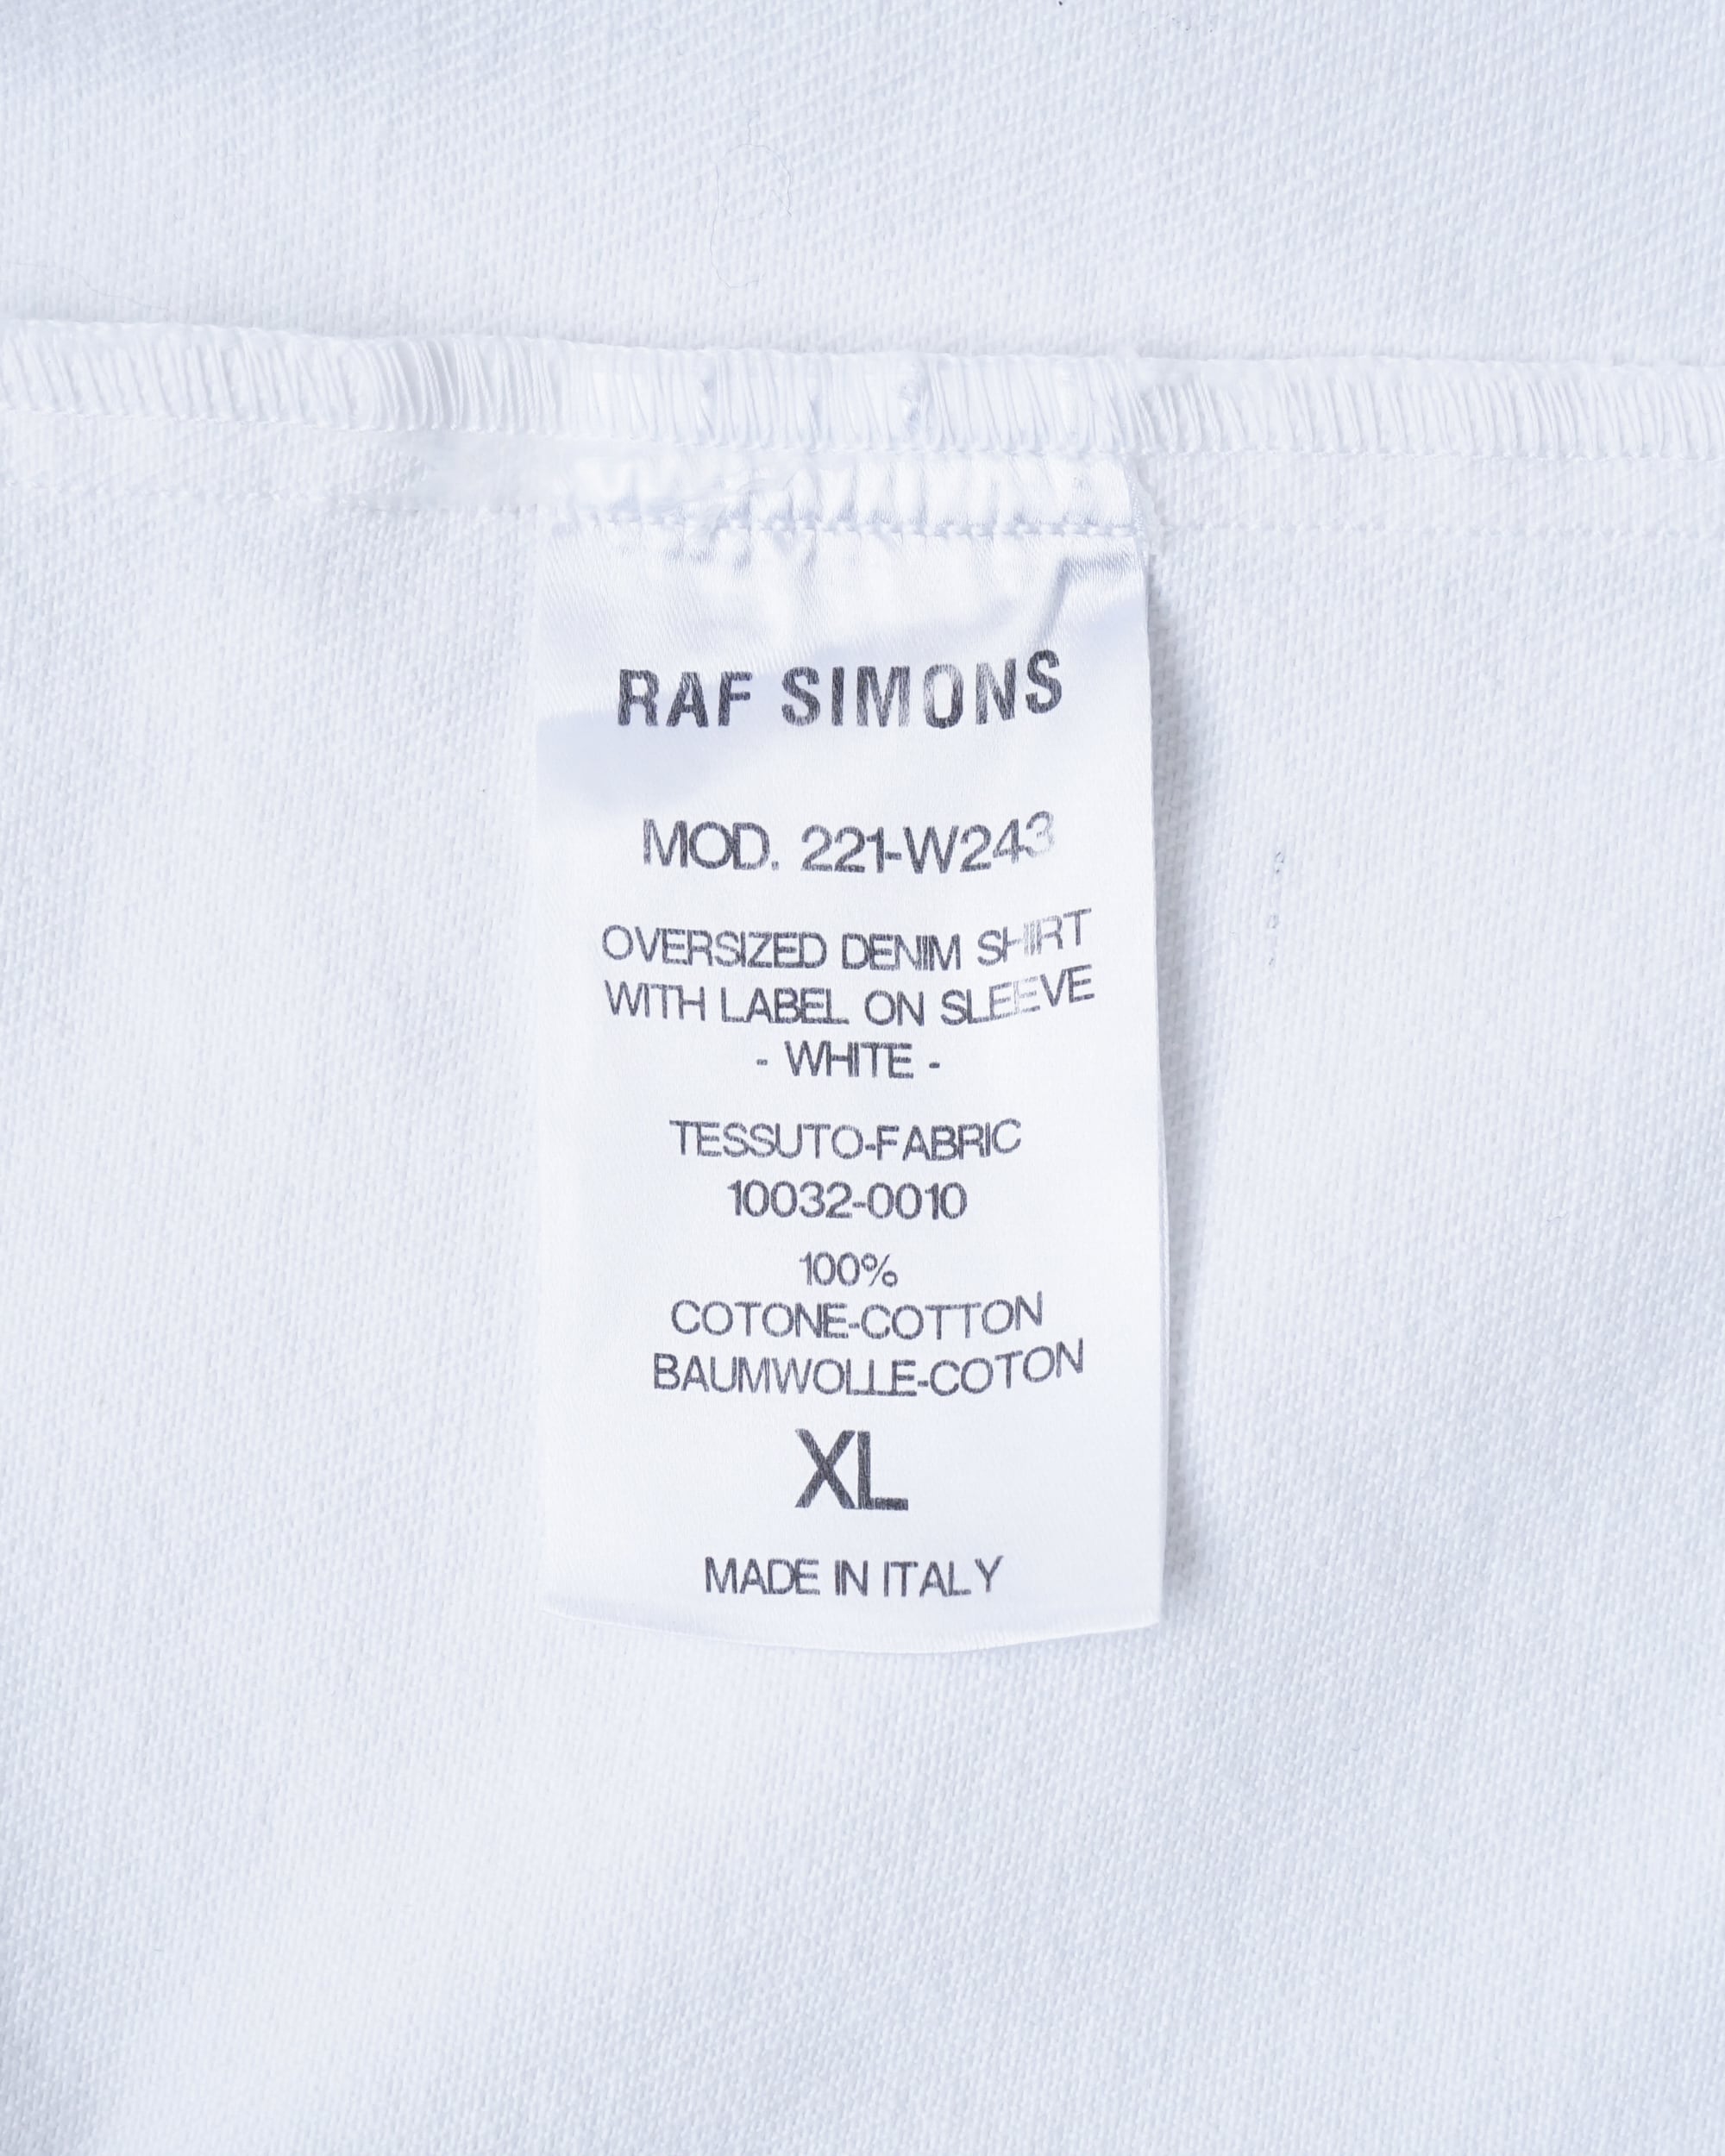 RAF SIMONS
MOD. 221-W243
OVERSIZED DENIM SHIRT
WITH LABEL ON SLEEVE
- WHITE -
TESSUTO-FABRIC
10032-0010
100%
COTONE-COTTON
BAUMWOLLE-COTON
XL
MADE IN ITALY